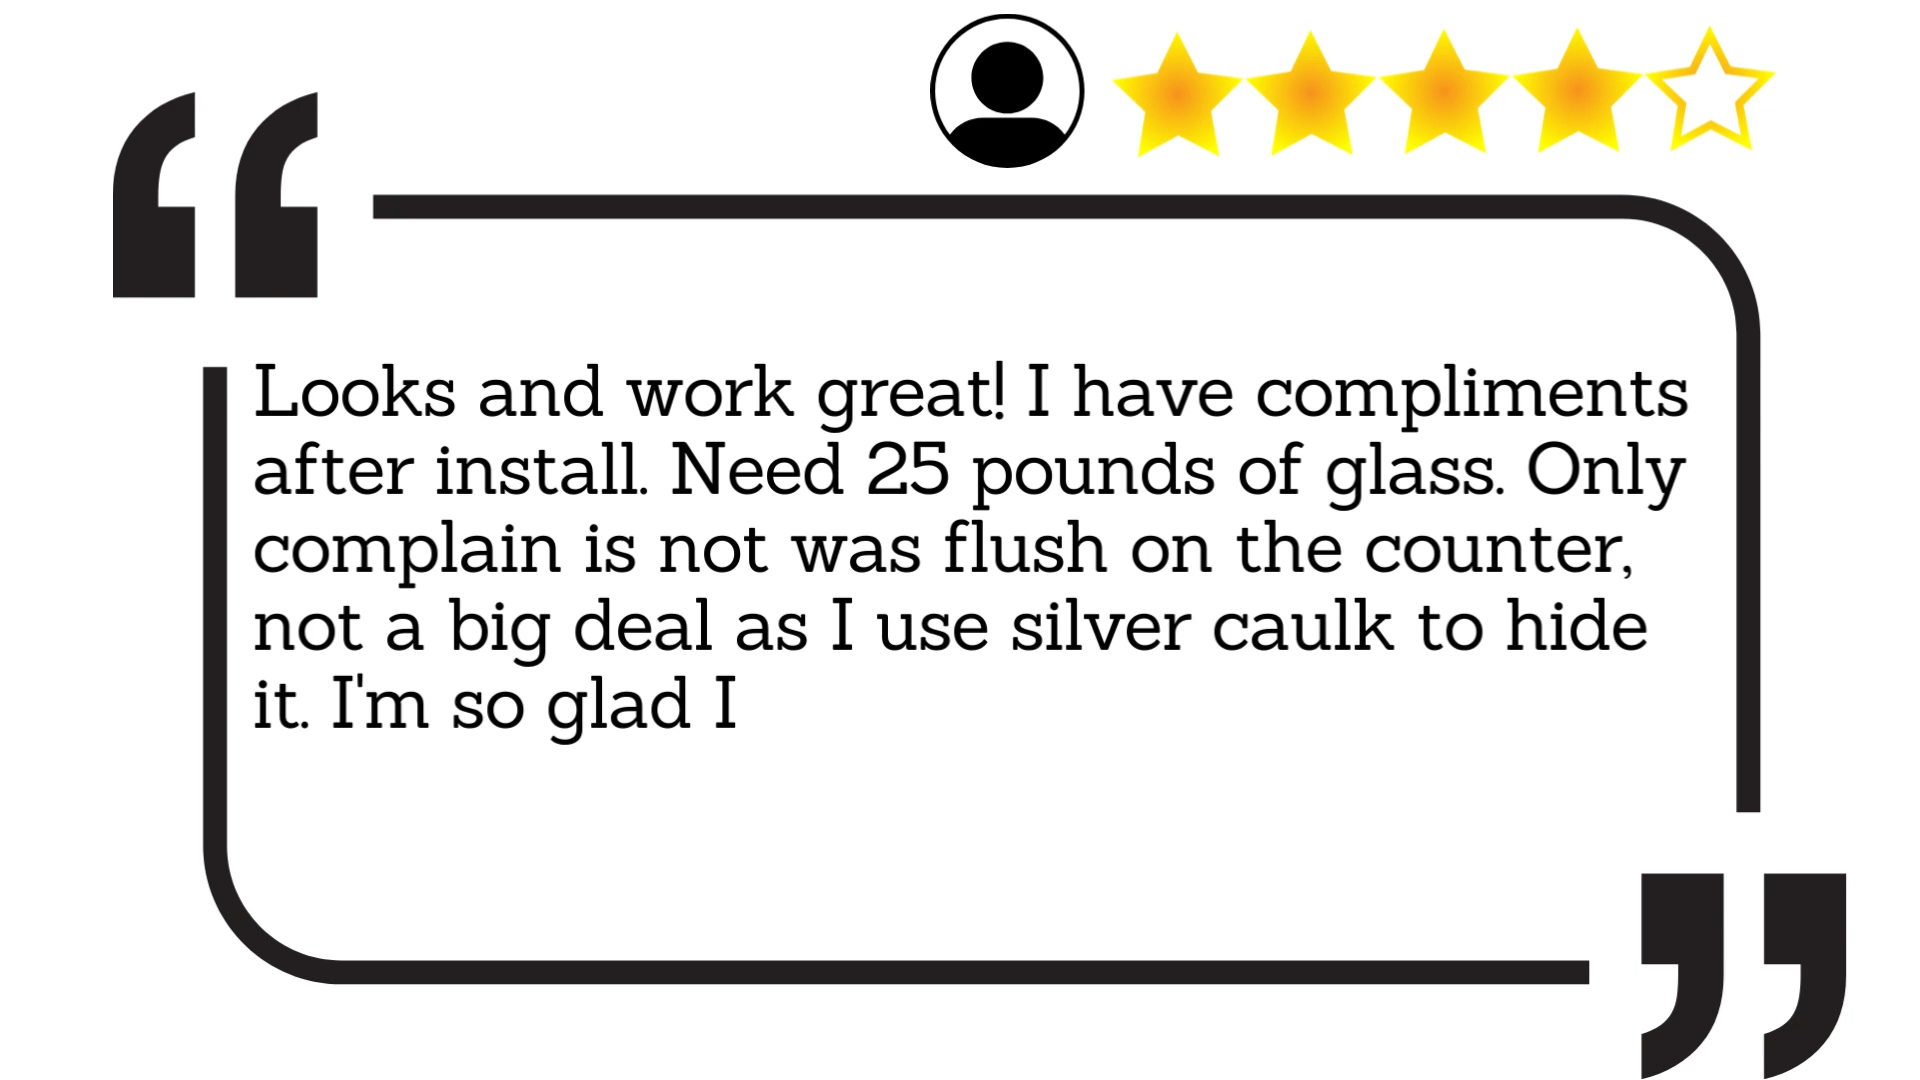 Looks and work great! I have compliments
after install. Need 25 pounds of glass. Only
complain is not was flush on the counter,
not a big deal as I use silver caulk to hide
it. I'm so glad I